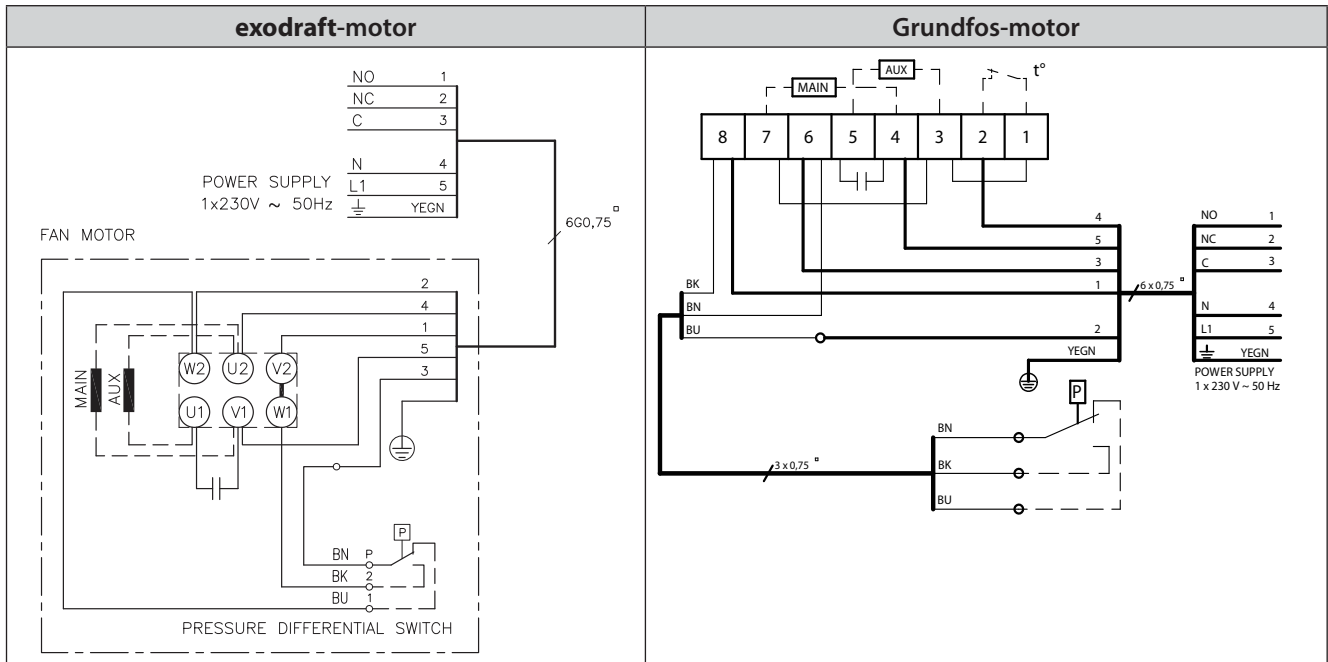 exodraft-motor
NO 1
NC 2
C 3
N 4
POWER SUPPLY L1 5
1x230V ~ 50Hz ⏚ YEGN
6G0,75 □
FAN MOTOR
2
4
1
5
3
MAIN
AUX
W2 U2 V2
U1 V1 W1
P
BN P
BK 2
BU 1
PRESSURE DIFFERENTIAL SWITCH
Grundfos-motor
AUX
t°
MAIN
8 7 6 5 4 3 2 1
4
5
3
1
2
YEGN
BK
BN
BU
6 x 0,75 □
NO 1
NC 2
C 3
N 4
L1 5
YEGN
POWER SUPPLY
1 x 230 V ~ 50 Hz
P
BN
BK
BU
3 x 0,75 □